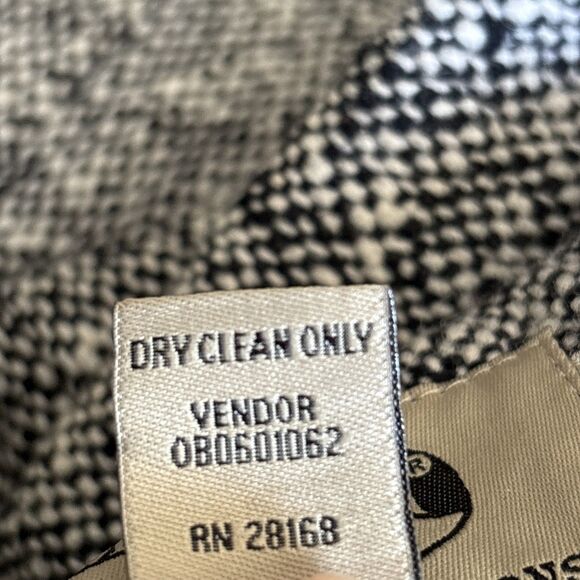 DRY CLEAN ONLY
VENDOR
0B0601062
RN 28168
R